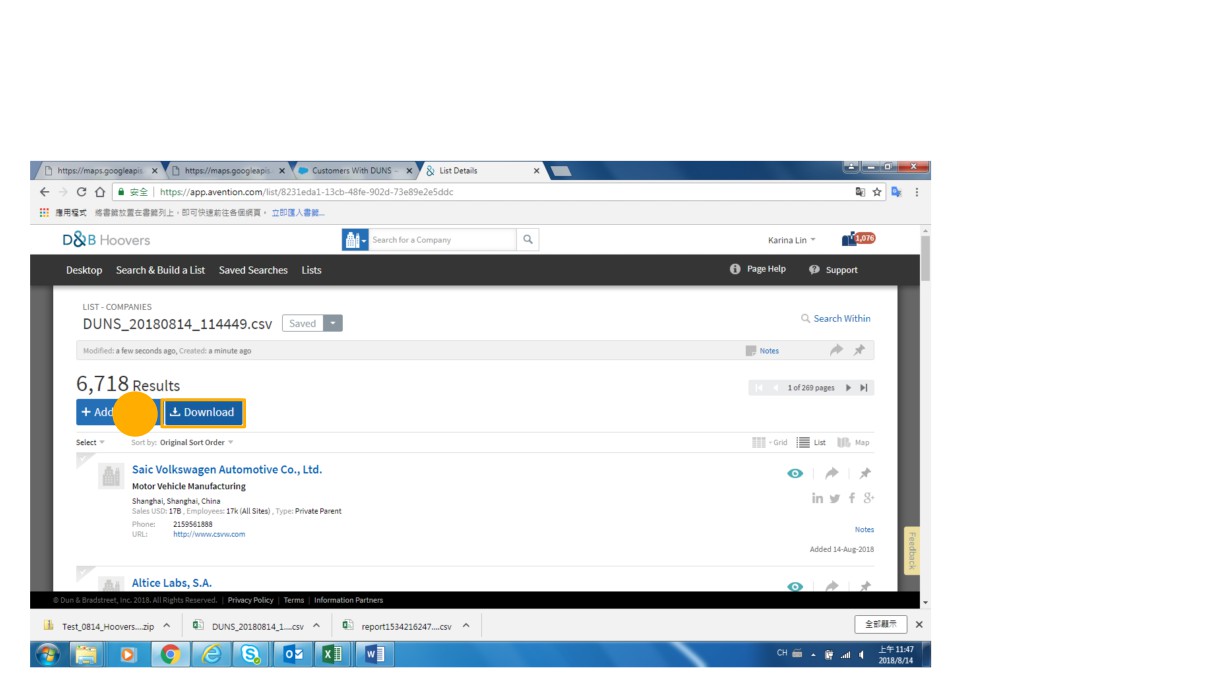 https://maps.googleapis × https://maps.googleapis × Customers With DUNS - × List Details ×
安全 | https://app.avention.com/list/8231eda1-13cb-48fe-902d-73e89e2e5ddc
應用程式 將書籤放置在書籤列上，即可快速前往各個網頁。 立即匯入書籤...
D&B Hoovers Search for a Company Karina Lin 1,076
Desktop Search & Build a List Saved Searches Lists Page Help Support
LIST - COMPANIES
DUNS_20180814_114449.csv Saved Search Within
Modified: a few seconds ago, Created: a minute ago Notes
6,718 Results 1 of 269 pages
+ Add Download
Select Sort by: Original Sort Order Grid List Map
Saic Volkswagen Automotive Co., Ltd.
Motor Vehicle Manufacturing
Shanghai, Shanghai, China
Sales USD: 17B , Employees: 17k (All Sites) , Type: Private Parent
Phone: 2159561888
URL: http://www.csvw.com
Notes
Added 14-Aug-2018
Feedback
Altice Labs, S.A.
© Dun & Bradstreet, Inc. 2018. All Rights Reserved. | Privacy Policy | Terms | Information Partners
Test_0814_Hoovers....zip DUNS_20180814_1....csv report1534216247....csv 全部顯示 ×
CH 上午 11:47
2018/8/14